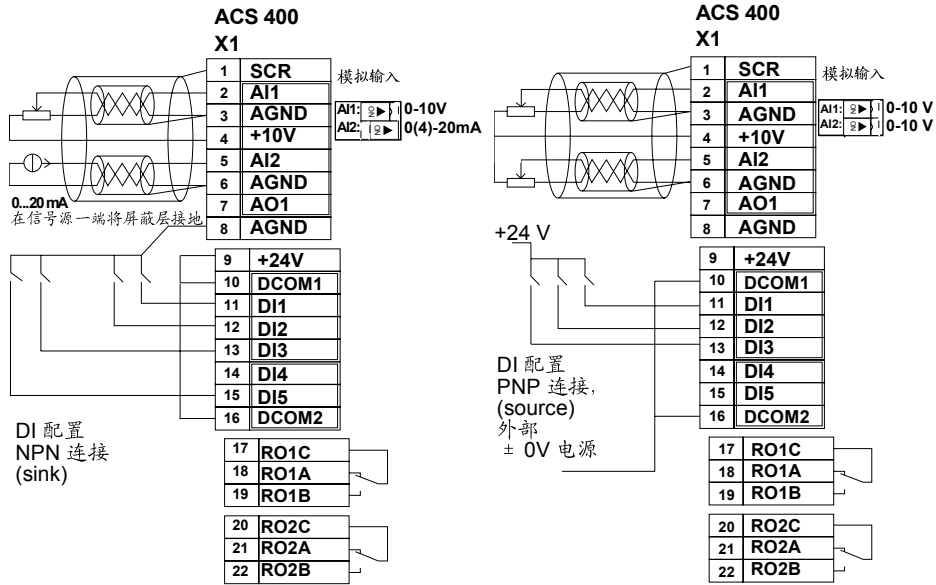 ACS 400
X1
1 SCR
2 AI1
3 AGND
4 +10V
5 AI2
6 AGND
7 AO1
8 AGND
模拟输入
AI1: 0-10V
AI2: 0(4)-20mA
0...20 mA
在信号源一端将屏蔽层接地
9 +24V
10 DCOM1
11 DI1
12 DI2
13 DI3
14 DI4
15 DI5
16 DCOM2
DI 配置
NPN 连接
(sink)
17 RO1C
18 RO1A
19 RO1B
20 RO2C
21 RO2A
22 RO2B
ACS 400
X1
1 SCR
2 AI1
3 AGND
4 +10V
5 AI2
6 AGND
7 AO1
8 AGND
模拟输入
AI1: 0-10 V
AI2: 0-10 V
+24 V
9 +24V
10 DCOM1
11 DI1
12 DI2
13 DI3
14 DI4
15 DI5
16 DCOM2
DI 配置
PNP 连接,
(source)
外部
± 0V 电源
17 RO1C
18 RO1A
19 RO1B
20 RO2C
21 RO2A
22 RO2B